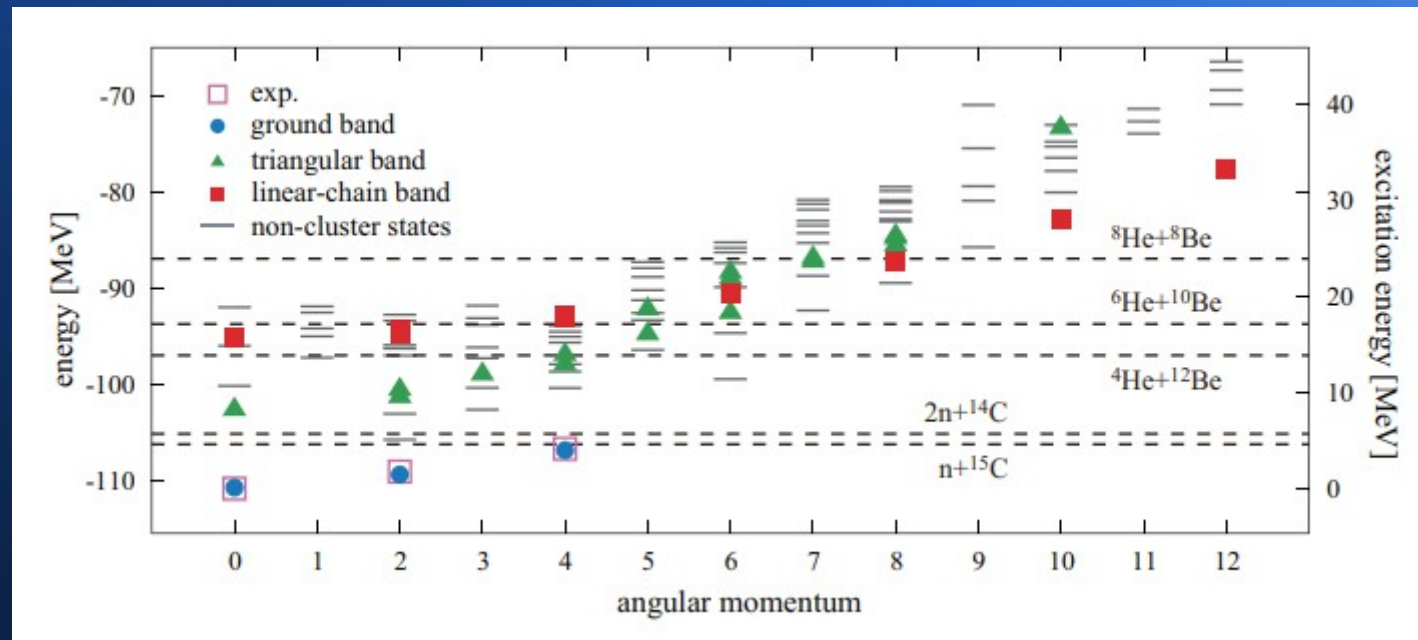 exp.
ground band
triangular band
linear-chain band
non-cluster states
energy [MeV]
-70
-80
-90
-100
-110
40
30
20
10
0
excitation energy [MeV]
⁸He+⁸Be
⁶He+¹⁰Be
⁴He+¹²Be
2n+¹⁴C
n+¹⁵C
0 1 2 3 4 5 6 7 8 9 10 11 12
angular momentum